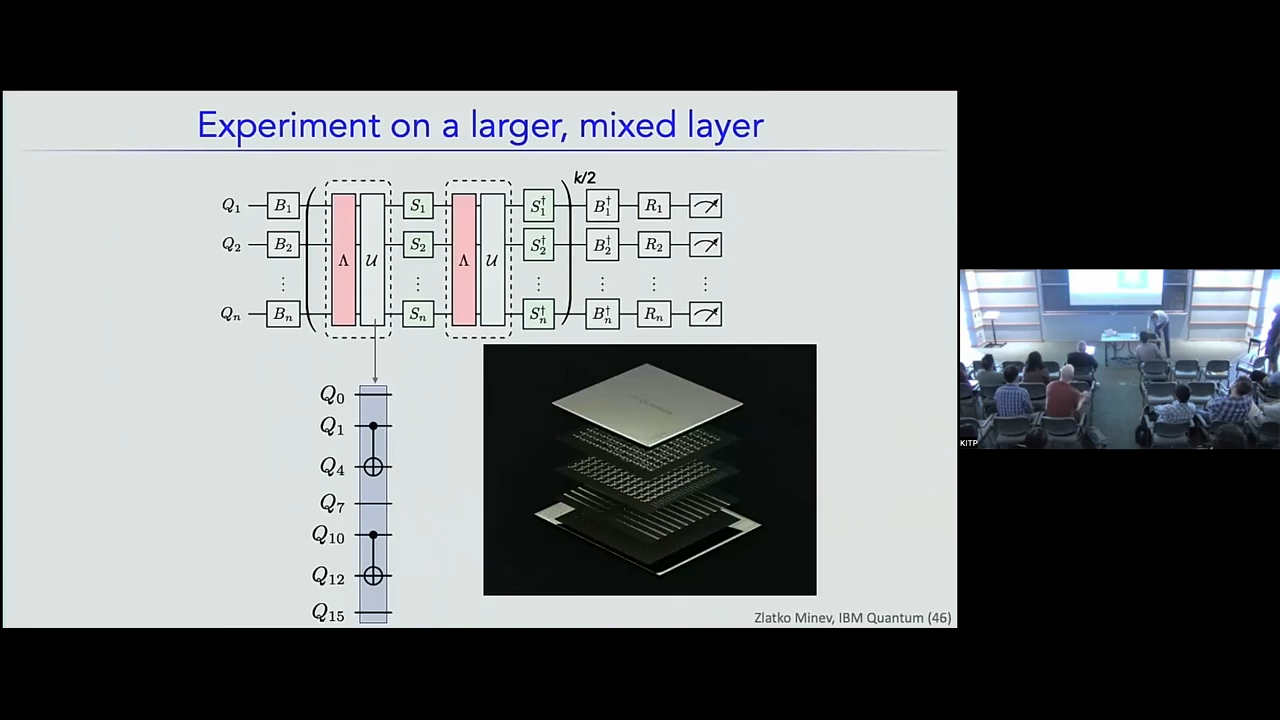 Experiment on a larger, mixed layer
k/2
Q₁ B₁ Λ 𝒰 S₁ Λ 𝒰 S₁† B₁† R₁
Q₂ B₂ S₂ S₂† B₂† R₂
⋮ ⋮ ⋮ ⋮ ⋮ ⋮
Qₙ Bₙ Sₙ Sₙ† Bₙ† Rₙ
Q₀
Q₁
Q₄
Q₇
Q₁₀
Q₁₂
Q₁₅
Zlatko Minev, IBM Quantum (46)
KITP